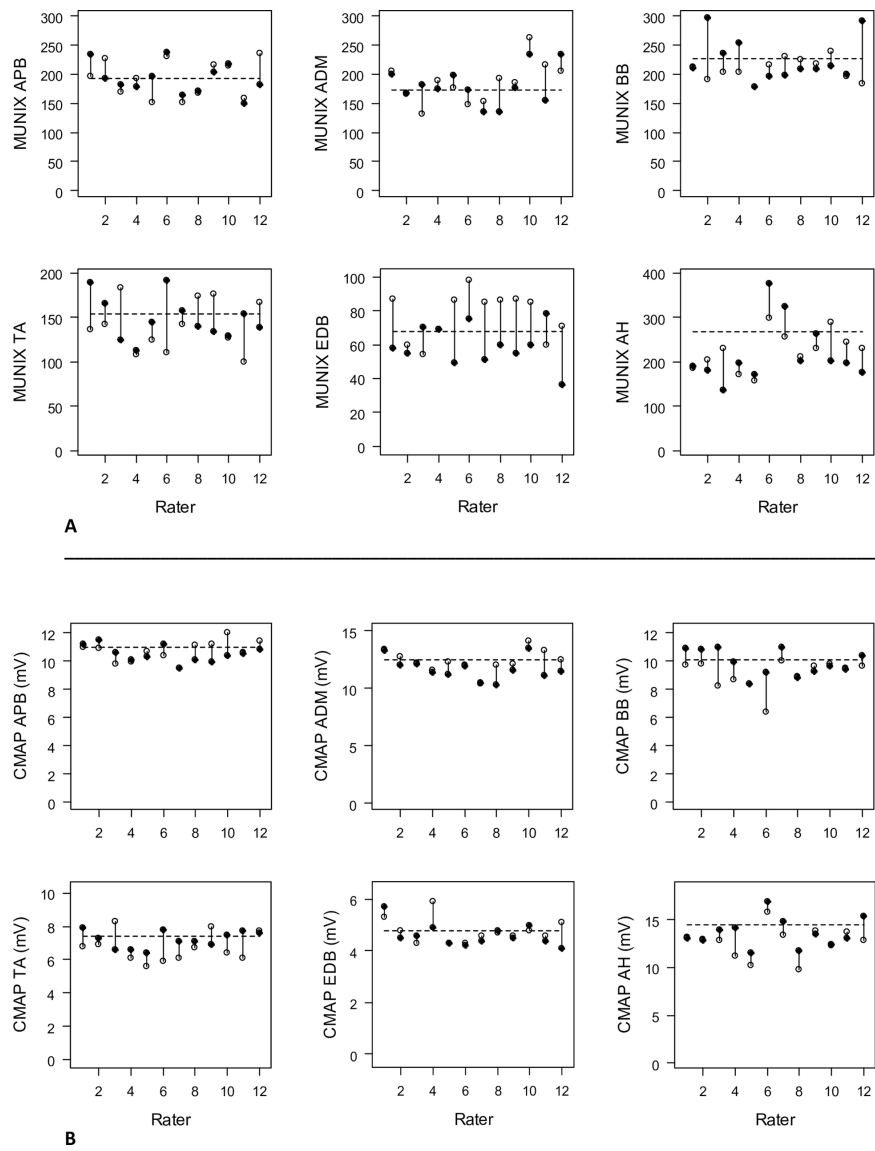 MUNIX APB
300
250
200
150
100
50
0
2 4 6 8 10 12
MUNIX ADM
300
250
200
150
100
50
0
2 4 6 8 10 12
MUNIX BB
300
250
200
150
100
50
0
2 4 6 8 10 12
MUNIX TA
200
150
100
50
0
2 4 6 8 10 12
Rater
MUNIX EDB
100
80
60
40
20
0
2 4 6 8 10 12
Rater
MUNIX AH
400
300
200
100
0
2 4 6 8 10 12
Rater
A
CMAP APB (mV)
12
10
8
6
4
2
0
2 4 6 8 10 12
CMAP ADM (mV)
15
10
5
0
2 4 6 8 10 12
CMAP BB (mV)
12
10
8
6
4
2
0
2 4 6 8 10 12
CMAP TA (mV)
10
8
6
4
2
0
2 4 6 8 10 12
Rater
CMAP EDB (mV)
6
4
2
0
2 4 6 8 10 12
Rater
CMAP AH (mV)
15
10
5
0
2 4 6 8 10 12
Rater
B